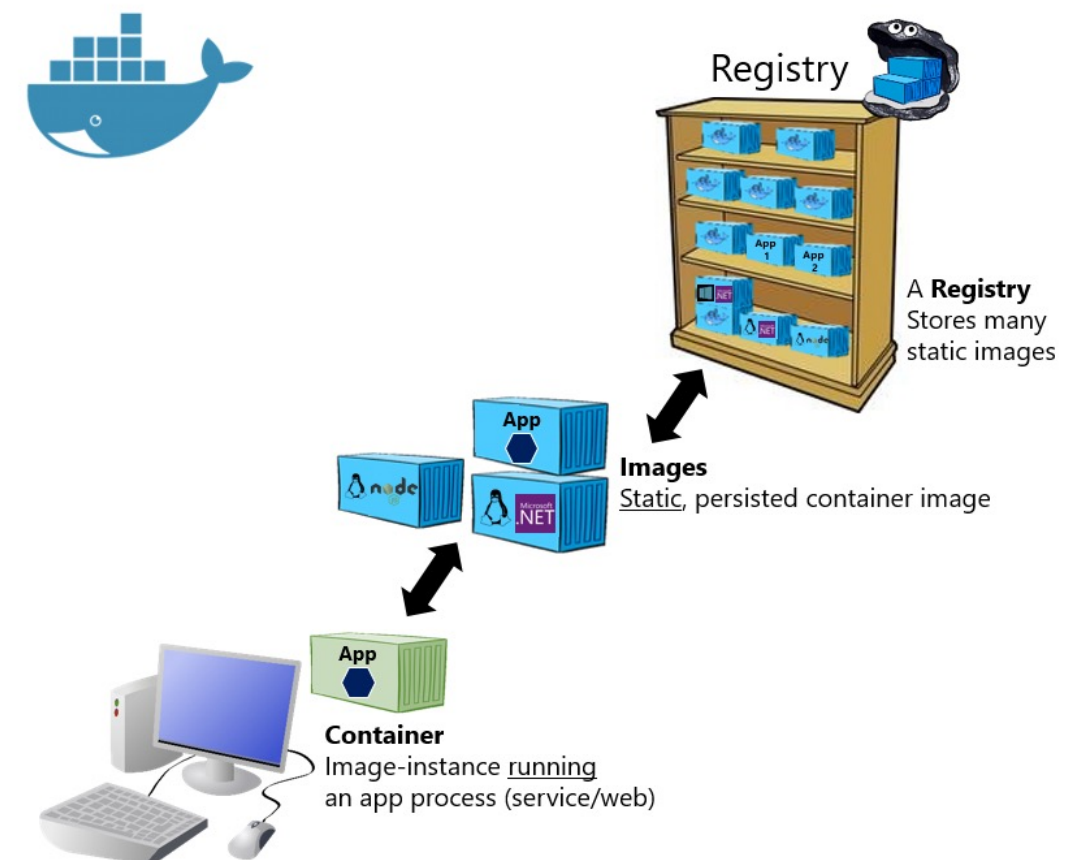 Registry
App
1
App
2
.NET
.NET
node
A Registry
Stores many
static images
App
node
Microsoft
.NET
Images
Static, persisted container image
App
Container
Image-instance running
an app process (service/web)